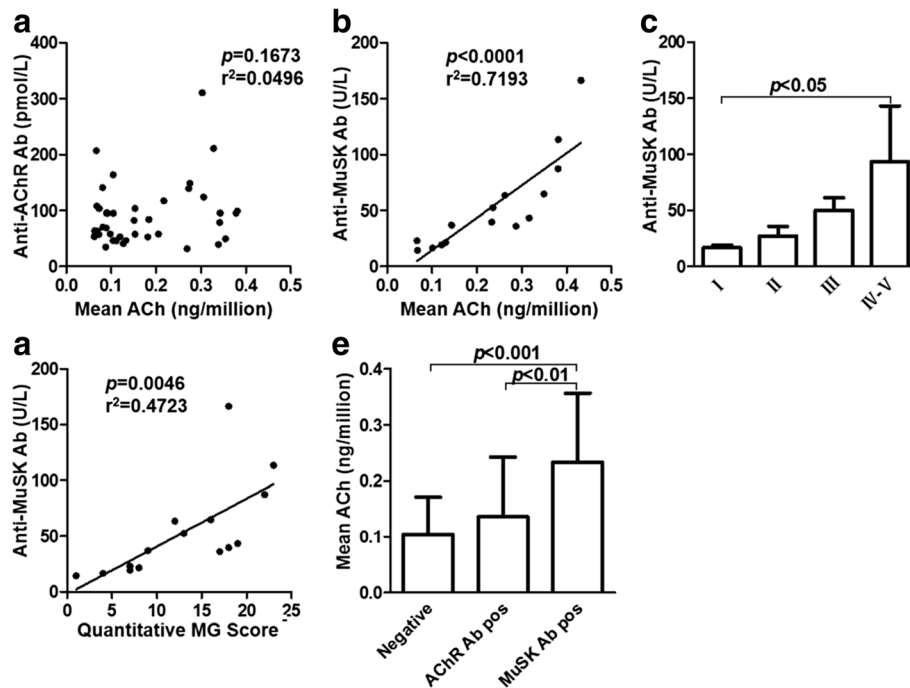 a
Anti-AChR Ab (pmol/L)
400
300
200
100
0
p=0.1673
r²=0.0496
0.0 0.1 0.2 0.3 0.4 0.5
Mean ACh (ng/million)
b
Anti-MuSK Ab (U/L)
200
150
100
50
0
p<0.0001
r²=0.7193
0.0 0.1 0.2 0.3 0.4 0.5
Mean ACh (ng/million)
c
Anti-MuSK Ab (U/L)
200
150
100
50
0
p<0.05
I II III IV-V
a
Anti-MuSK Ab (U/L)
200
150
100
50
0
p=0.0046
r²=0.4723
0 5 10 15 20 25
Quantitative MG Score
e
Mean ACh (ng/million)
0.4
0.3
0.2
0.1
0.0
p<0.001
p<0.01
Negative
AChR Ab pos
MuSK Ab pos